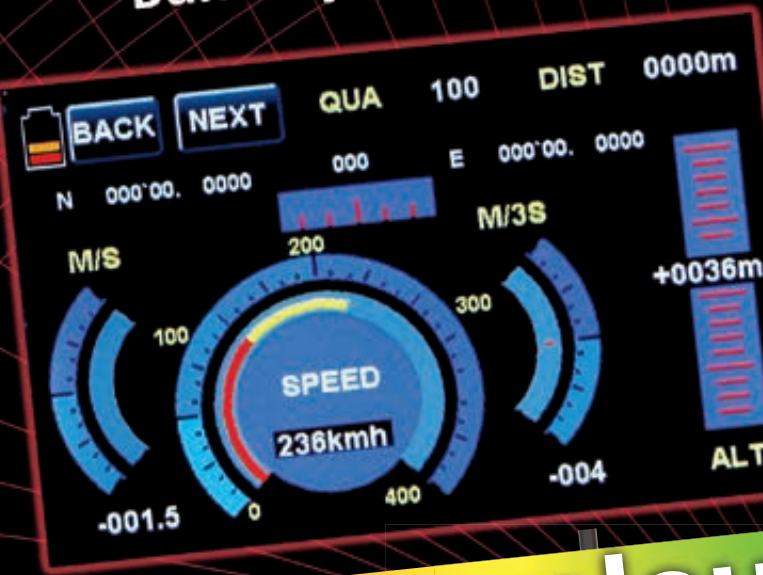 BACK NEXT QUA 100 DIST 0000m
N 000`00. 0000 000 E 000`00. 0000
M/S 200 M/3S
+0036m
100 300
SPEED
236kmh
-001.5 0 400 -004 ALT